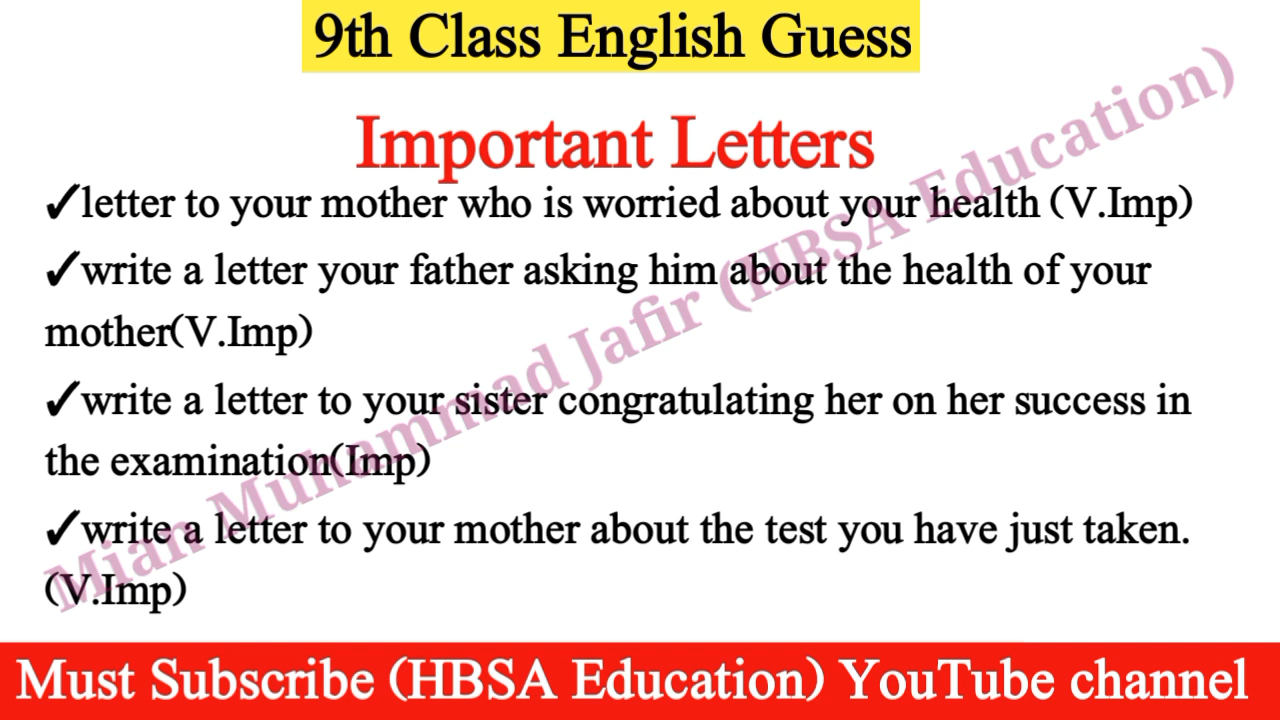 9th Class English Guess
Important Letters
✓letter to your mother who is worried about your health (V.Imp)
✓write a letter your father asking him about the health of your
mother(V.Imp)
✓write a letter to your sister congratulating her on her success in
the examination(Imp)
✓write a letter to your mother about the test you have just taken.
(V.Imp)
Mian Muhammad Jafir (HBSA Education)
Must Subscribe (HBSA Education) YouTube channel